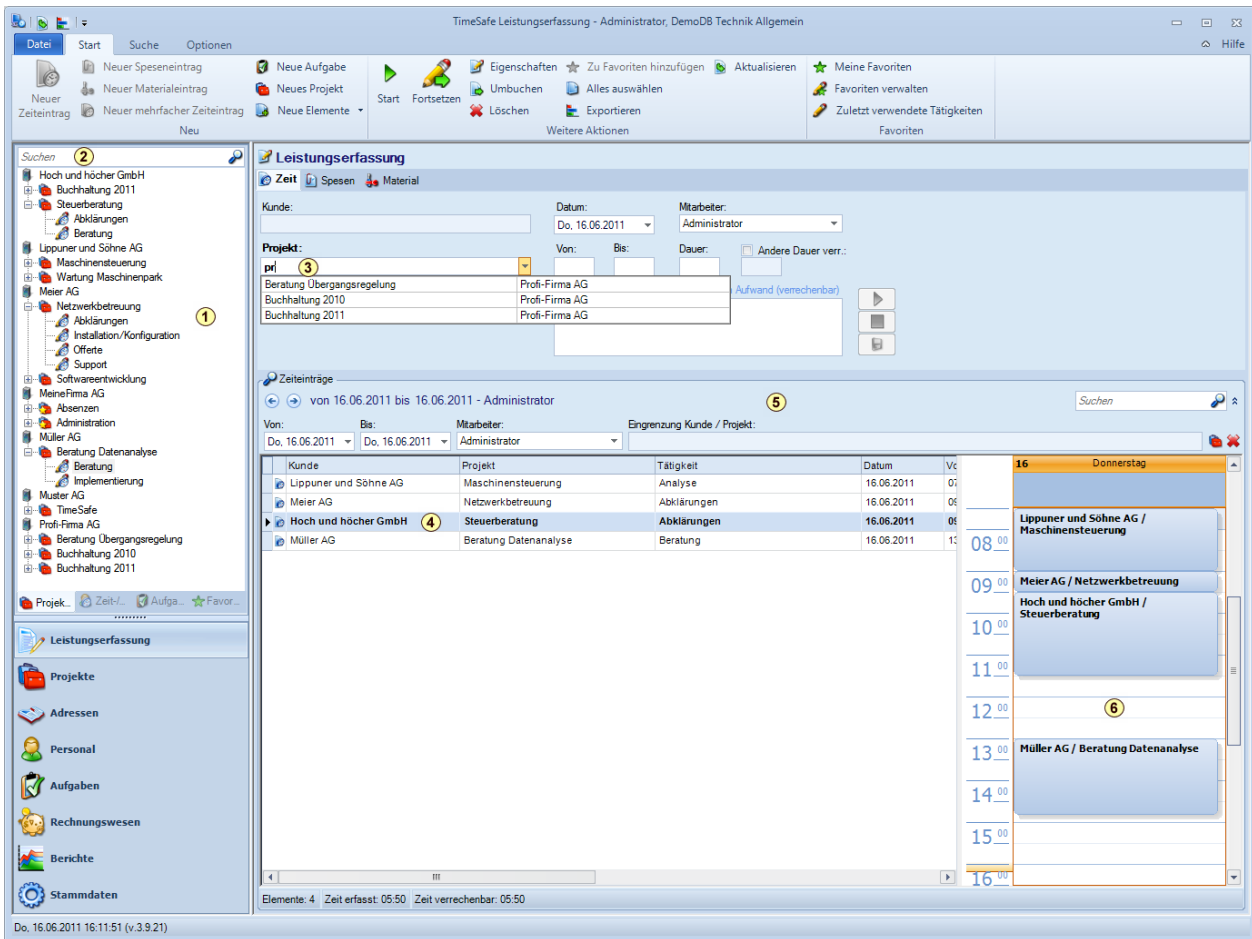 TimeSafe Leistungserfassung - Administrator, DemoDB Technik Allgemein
Datei Start Suche Optionen Hilfe
Neuer Zeiteintrag
Neuer Speseneintrag
Neuer Materialeintrag
Neuer mehrfacher Zeiteintrag
Neue Aufgabe
Neues Projekt
Neue Elemente
Neu
Start
Fortsetzen
Eigenschaften
Umbuchen
Löschen
Zu Favoriten hinzufügen
Alles auswählen
Exportieren
Aktualisieren
Weitere Aktionen
Meine Favoriten
Favoriten verwalten
Zuletzt verwendete Tätigkeiten
Favoriten
Suchen 2
Hoch und höcher GmbH
Buchhaltung 2011
Steuerberatung
Abklärungen
Beratung
Lippuner und Söhne AG
Maschinensteuerung
Wartung Maschinenpark
Meier AG
Netzwerkbetreuung
Abklärungen
1
Installation/Konfiguration
Offerte
Support
Softwareentwicklung
MeineFirma AG
Absenzen
Administration
Müller AG
Beratung Datenanalyse
Beratung
Implementierung
Muster AG
TimeSafe
Profi-Firma AG
Beratung Übergangsregelung
Buchhaltung 2010
Buchhaltung 2011
Projek... Zeit-/... Aufga... Favor...
Leistungserfassung
Projekte
Adressen
Personal
Aufgaben
Rechnungswesen
Berichte
Stammdaten
Leistungserfassung
Zeit Spesen Material
Kunde: Datum: Mitarbeiter:
Do, 16.06.2011 Administrator
Projekt: Von: Bis: Dauer: Andere Dauer verr.:
pr 3
Beratung Übergangsregelung Profi-Firma AG
Buchhaltung 2010 Profi-Firma AG
Buchhaltung 2011 Profi-Firma AG
Aufwand (verrechenbar)
Zeiteinträge
von 16.06.2011 bis 16.06.2011 - Administrator 5 Suchen
Von: Bis: Mitarbeiter: Eingrenzung Kunde / Projekt:
Do, 16.06.2011 Do, 16.06.2011 Administrator
Kunde Projekt Tätigkeit Datum
Lippuner und Söhne AG Maschinensteuerung Analyse 16.06.2011 07
Meier AG Netzwerkbetreuung Abklärungen 16.06.2011 09
Hoch und höcher GmbH 4 Steuerberatung Abklärungen 16.06.2011 09
Müller AG Beratung Datenanalyse Beratung 16.06.2011 13
16 Donnerstag
Lippuner und Söhne AG /
Maschinensteuerung
08 00
09 00 Meier AG / Netzwerkbetreuung
Hoch und höcher GmbH /
Steuerberatung
10 00
11 00
12 00 6
13 00 Müller AG / Beratung Datenanalyse
14 00
15 00
16 00
Elemente: 4 Zeit erfasst: 05:50 Zeit verrechenbar: 05:50
Do, 16.06.2011 16:11:51 (v.3.9.21)